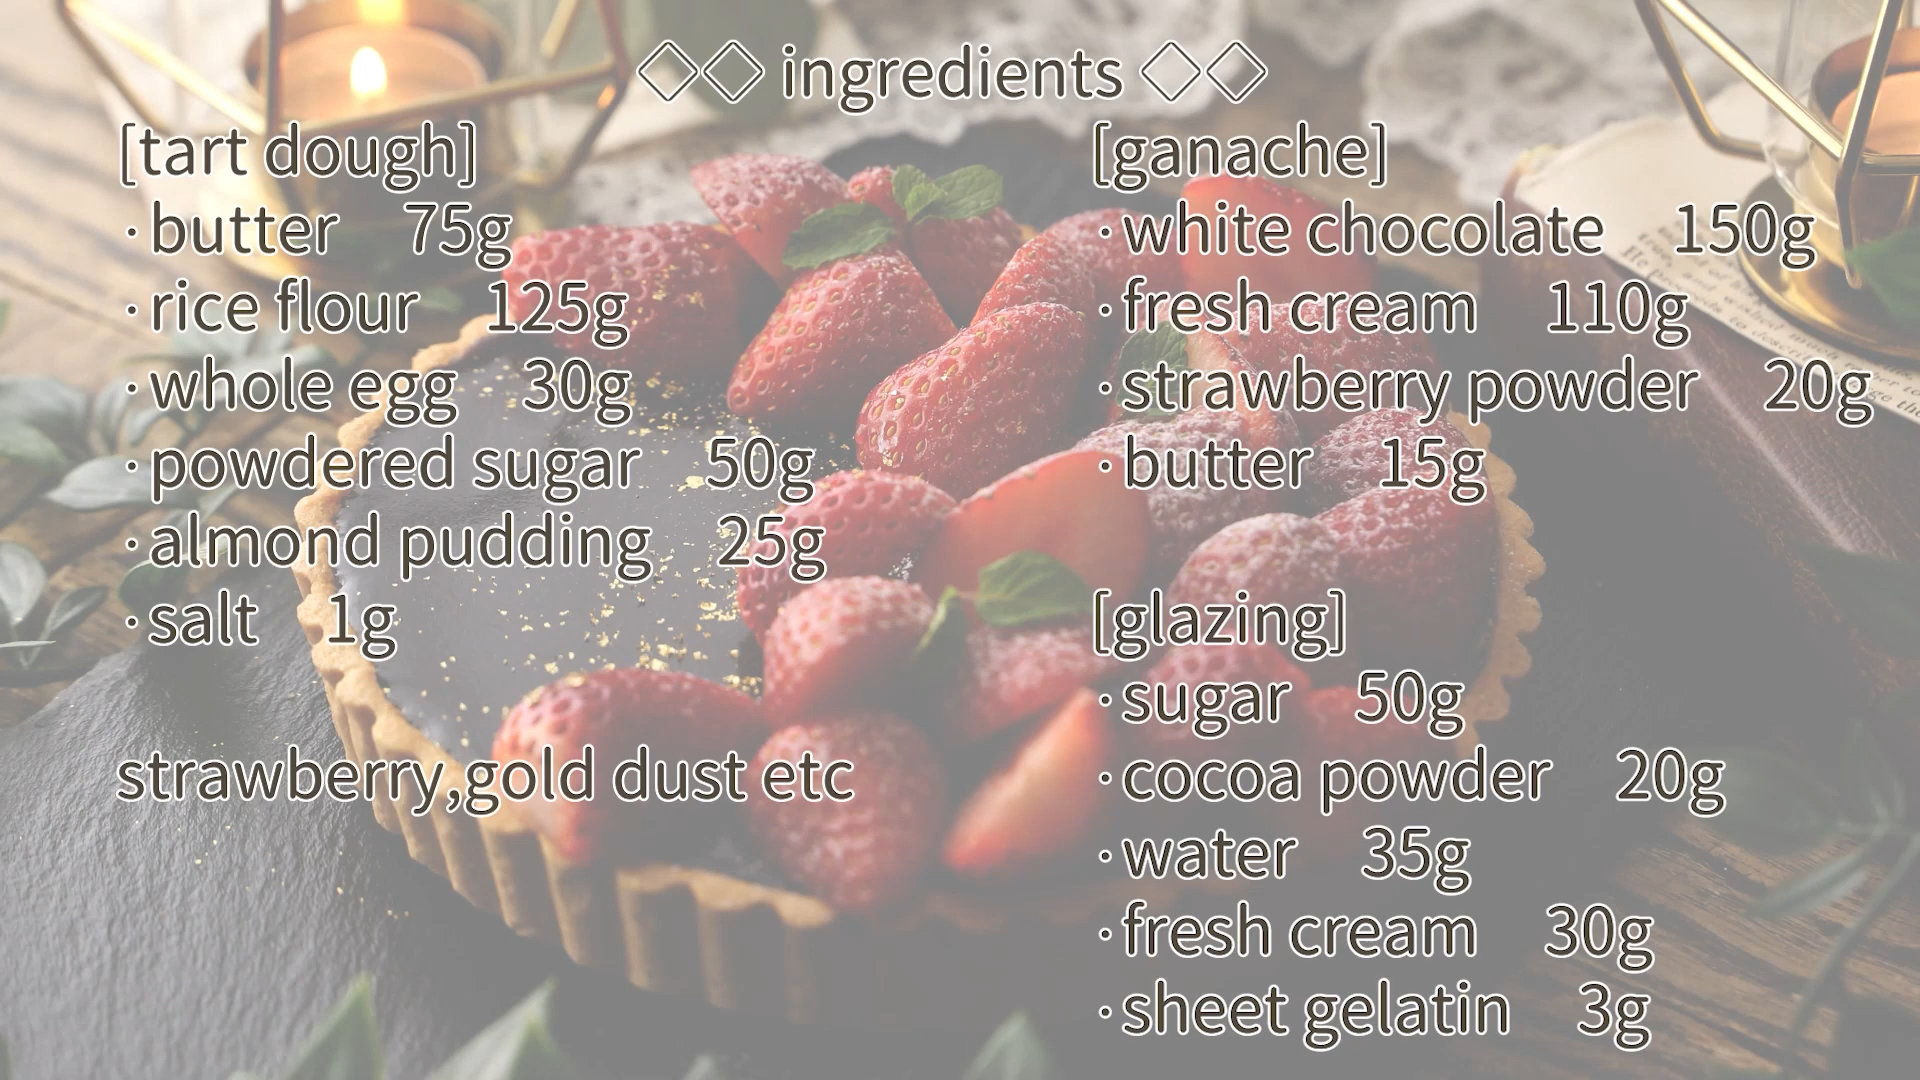 ◇◇ ingredients ◇◇
[tart dough]
・butter 75g
・rice flour 125g
・whole egg 30g
・powdered sugar 50g
・almond pudding 25g
・salt 1g
strawberry,gold dust etc
[ganache]
・white chocolate 150g
・fresh cream 110g
・strawberry powder 20g
・butter 15g
[glazing]
・sugar 50g
・cocoa powder 20g
・water 35g
・fresh cream 30g
・sheet gelatin 3g